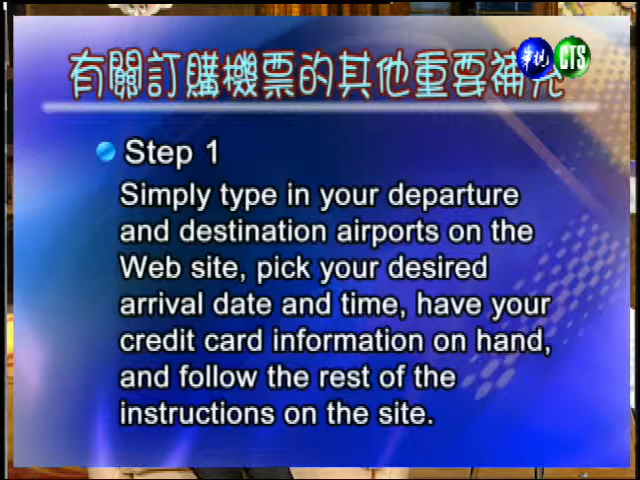 有關訂購機票的其他重要補充
華視 CTS
Step 1
Simply type in your departure
and destination airports on the
Web site, pick your desired
arrival date and time, have your
credit card information on hand,
and follow the rest of the
instructions on the site.